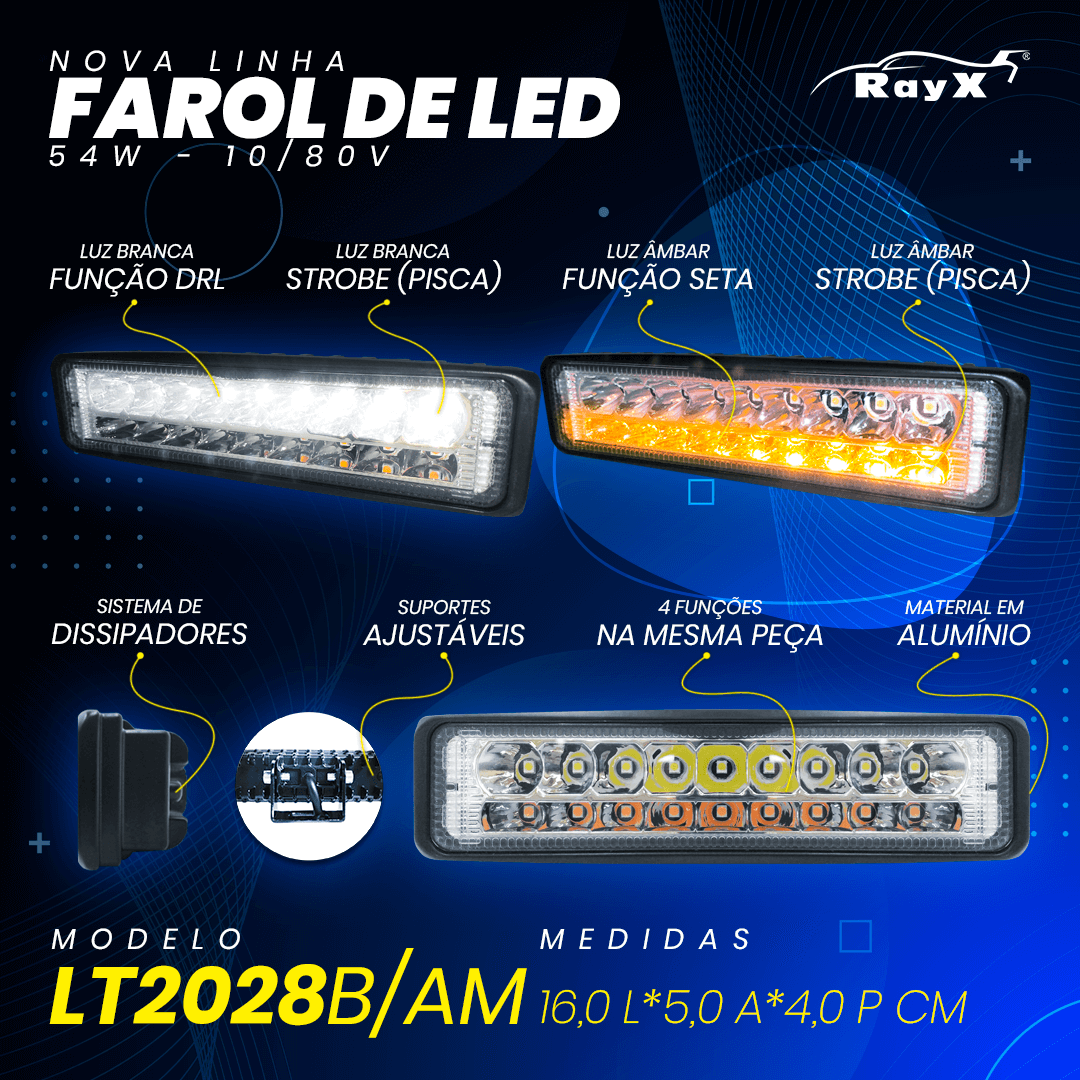 NOVA LINHA
FAROL DE LED
54W - 10/80V
RayX®
LUZ BRANCA
FUNÇÃO DRL
LUZ BRANCA
STROBE (PISCA)
LUZ ÂMBAR
FUNÇÃO SETA
LUZ ÂMBAR
STROBE (PISCA)
SISTEMA DE
DISSIPADORES
SUPORTES
AJUSTÁVEIS
4 FUNÇÕES
NA MESMA PEÇA
MATERIAL EM
ALUMÍNIO
MODELO
LT2028B/AM
MEDIDAS
16,0 L*5,0 A*4,0 P CM